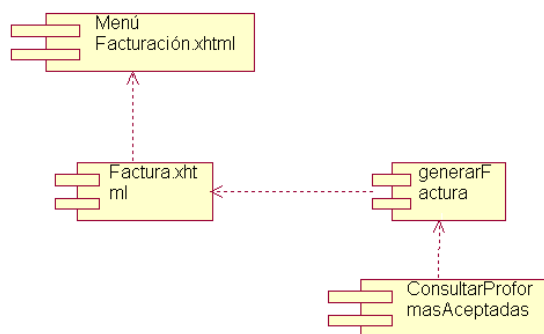 Menú
Facturación.xhtml
Factura.xht
ml
generarF
actura
ConsultarProfor
masAceptadas